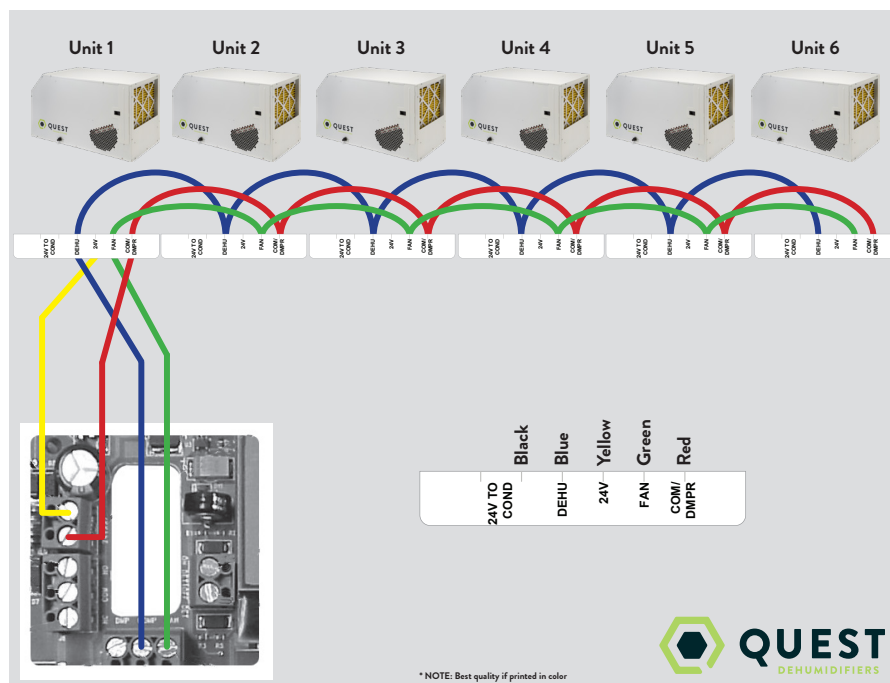 Unit 1
Unit 2
Unit 3
Unit 4
Unit 5
Unit 6
QUEST
QUEST
QUEST
QUEST
QUEST
QUEST
24V TO
COND
DEHU
24V
FAN
COM/
DMPR
24V TO
COND
DEHU
24V
FAN
COM/
DMPR
24V TO
COND
DEHU
24V
FAN
COM/
DMPR
24V TO
COND
DEHU
24V
FAN
COM/
DMPR
24V TO
COND
DEHU
24V
FAN
COM/
DMPR
24V TO
COND
DEHU
24V
FAN
COM/
DMPR
Black
Blue
Yellow
Green
Red
24V TO
COND
DEHU
24V
FAN
COM/
DMPR
DMP
QUEST
DEHUMIDIFIERS
* NOTE: Best quality if printed in color